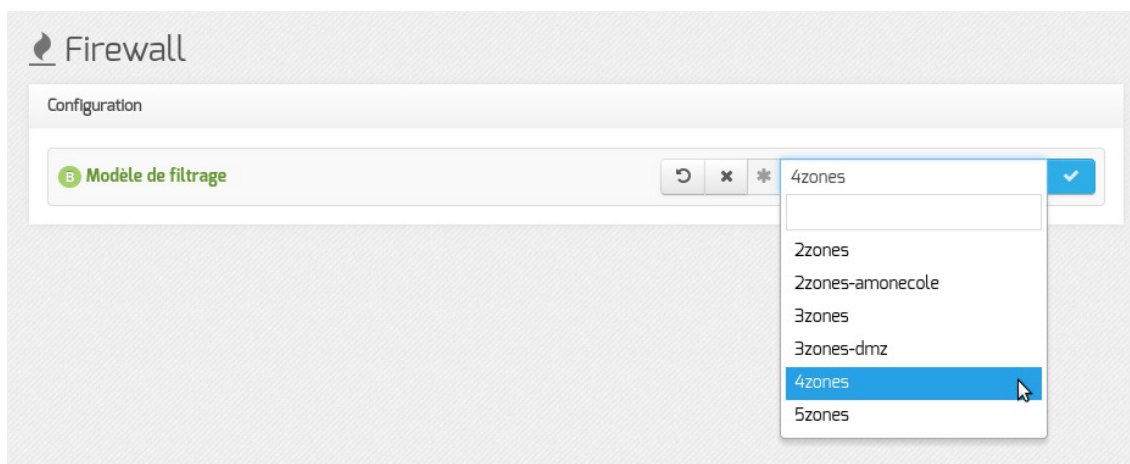 Firewall
Configuration
B Modèle de filtrage
4zones
2zones
2zones-amonecole
3zones
3zones-dmz
4zones
5zones